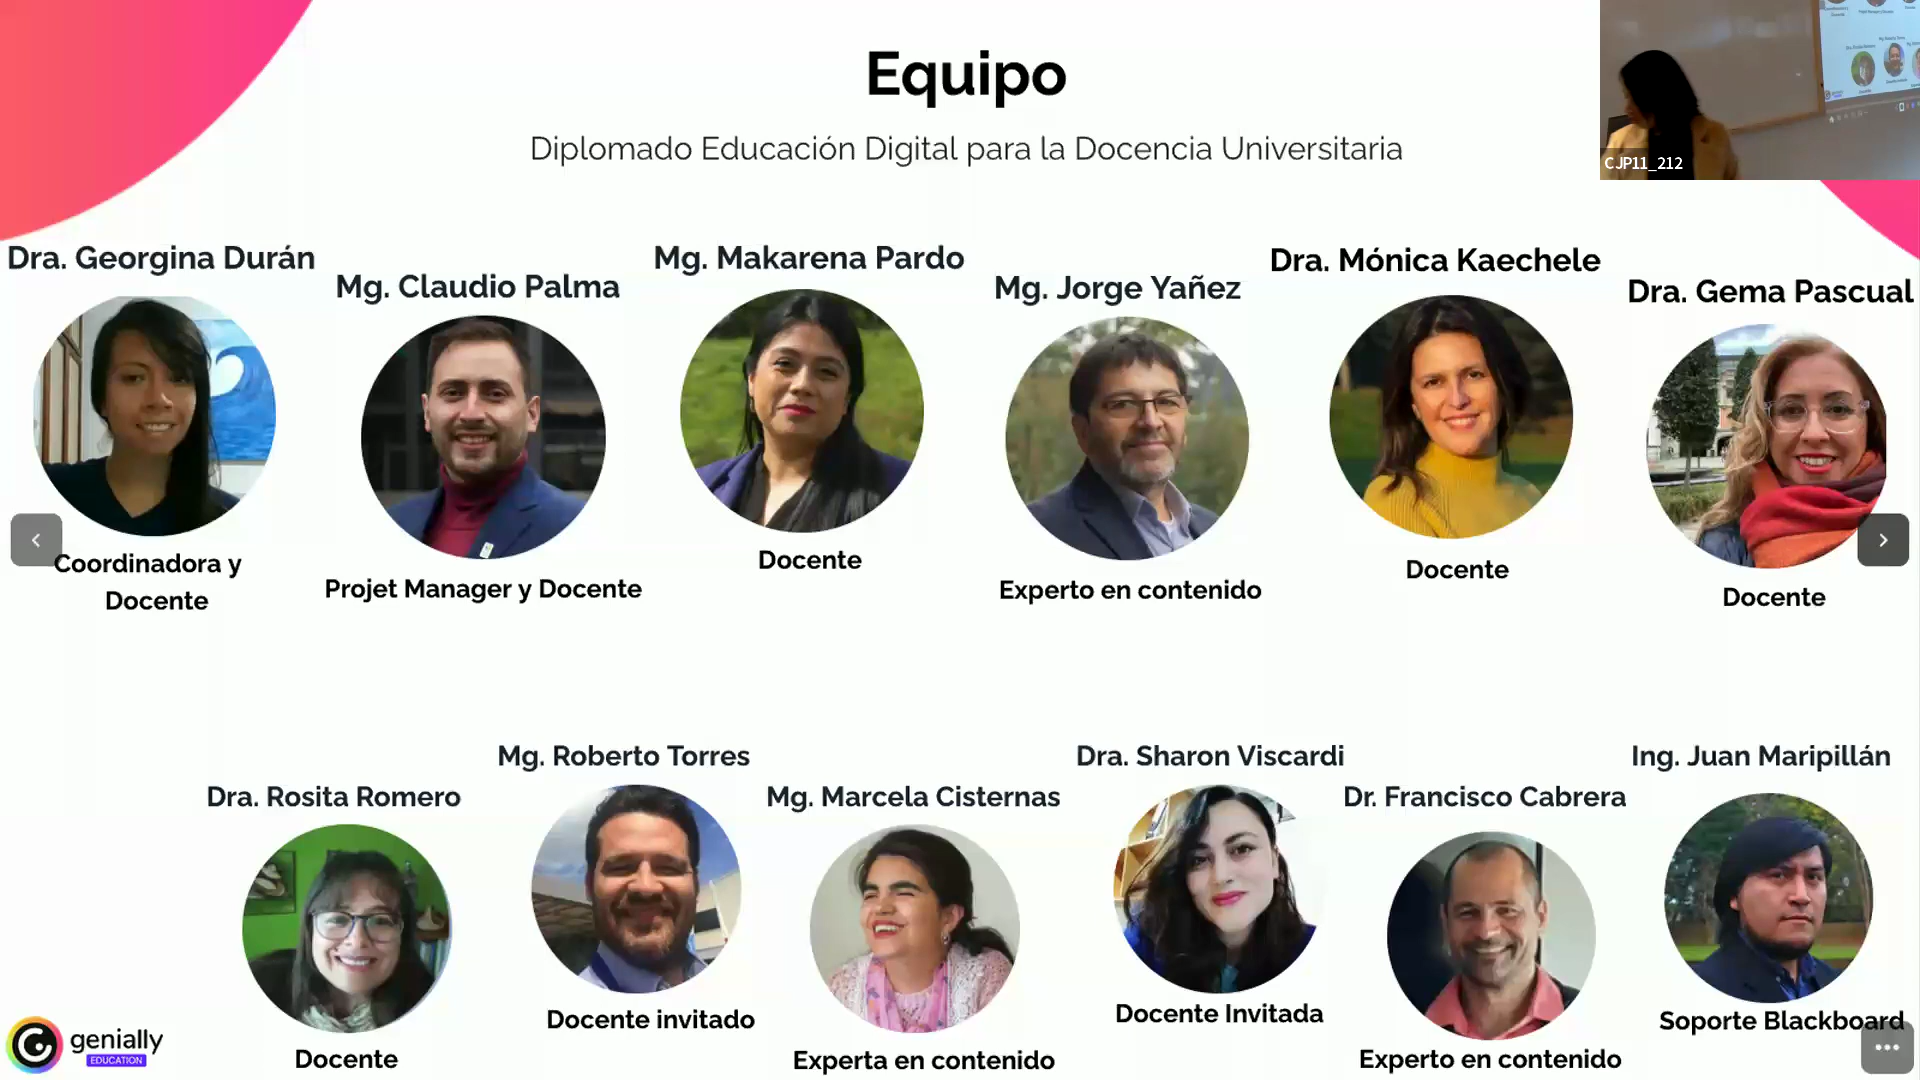 Equipo
Diplomado Educación Digital para la Docencia Universitaria
CJP11_212
Dra. Georgina Durán
Mg. Claudio Palma
Mg. Makarena Pardo
Mg. Jorge Yañez
Dra. Mónica Kaechele
Dra. Gema Pascual
Coordinadora y
Docente
Projet Manager y Docente
Docente
Experto en contenido
Docente
Docente
Dra. Rosita Romero
Mg. Roberto Torres
Mg. Marcela Cisternas
Dra. Sharon Viscardi
Dr. Francisco Cabrera
Ing. Juan Maripillán
Docente
Docente invitado
Experta en contenido
Docente Invitada
Experto en contenido
Soporte Blackboard
genially
EDUCATION